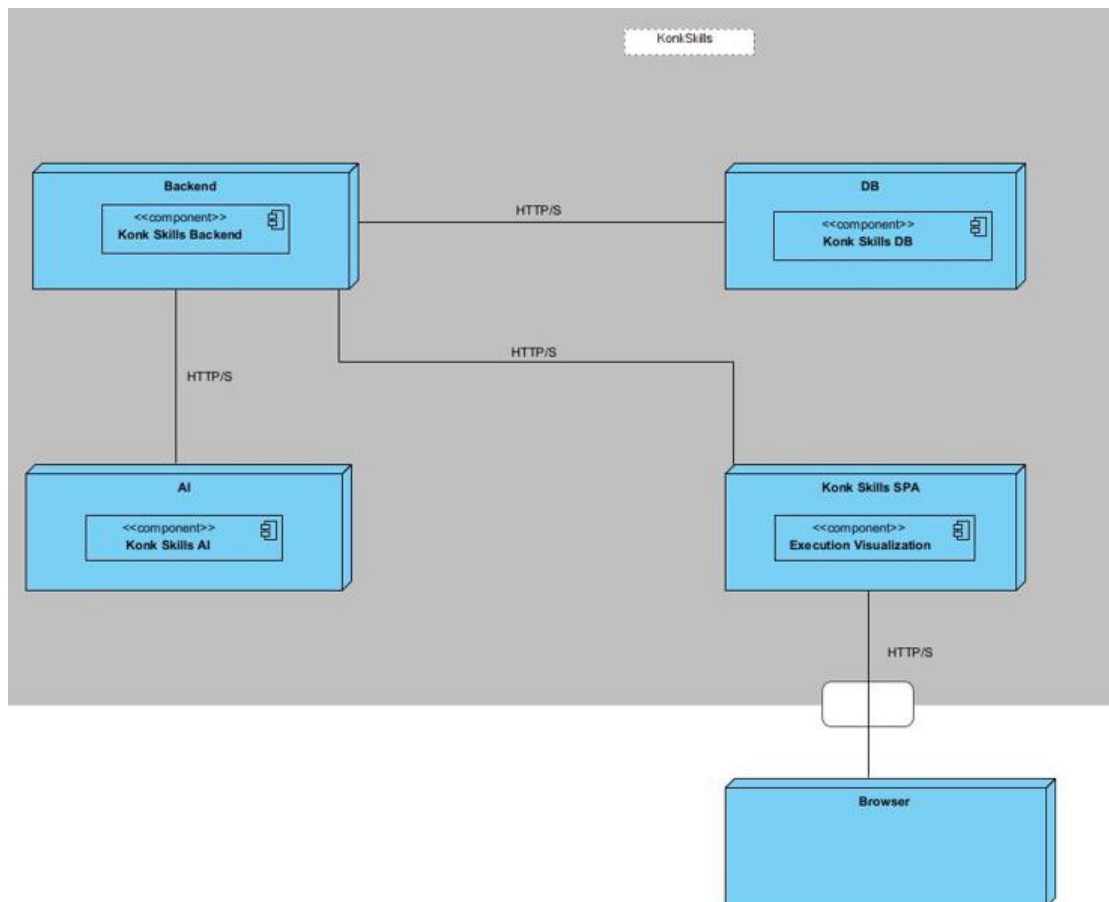 KonkSkills
Backend
<<component>>
Konk Skills Backend
HTTP/S
DB
<<component>>
Konk Skills DB
HTTP/S
HTTP/S
AI
<<component>>
Konk Skills AI
Konk Skills SPA
<<component>>
Execution Visualization
HTTP/S
Browser